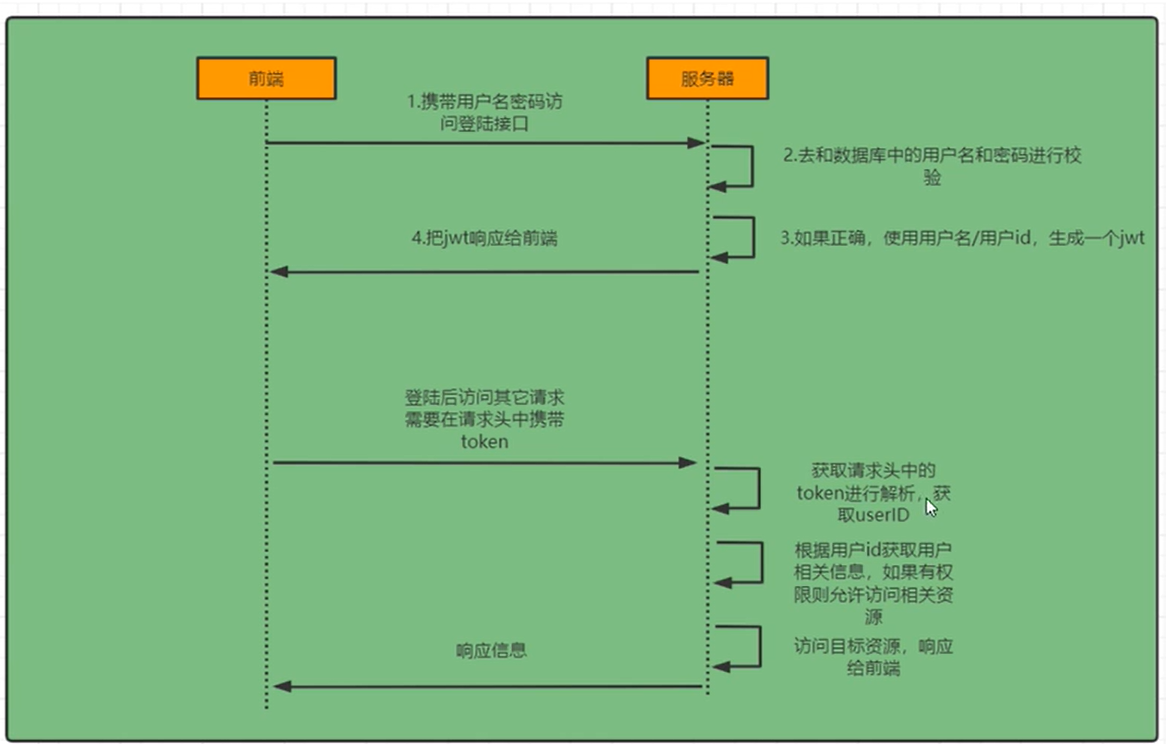 前端
服务器
1.携带用户名密码访
问登陆接口
2.去和数据库中的用户名和密码进行校
验
4.把jwt响应给前端
3.如果正确，使用用户名/用户id，生成一个jwt
登陆后访问其它请求
需要在请求头中携带
token
获取请求头中的
token进行解析，获
取userID
根据用户id获取用户
相关信息，如果有权
限则允许访问相关资
源
响应信息
访问目标资源，响应
给前端